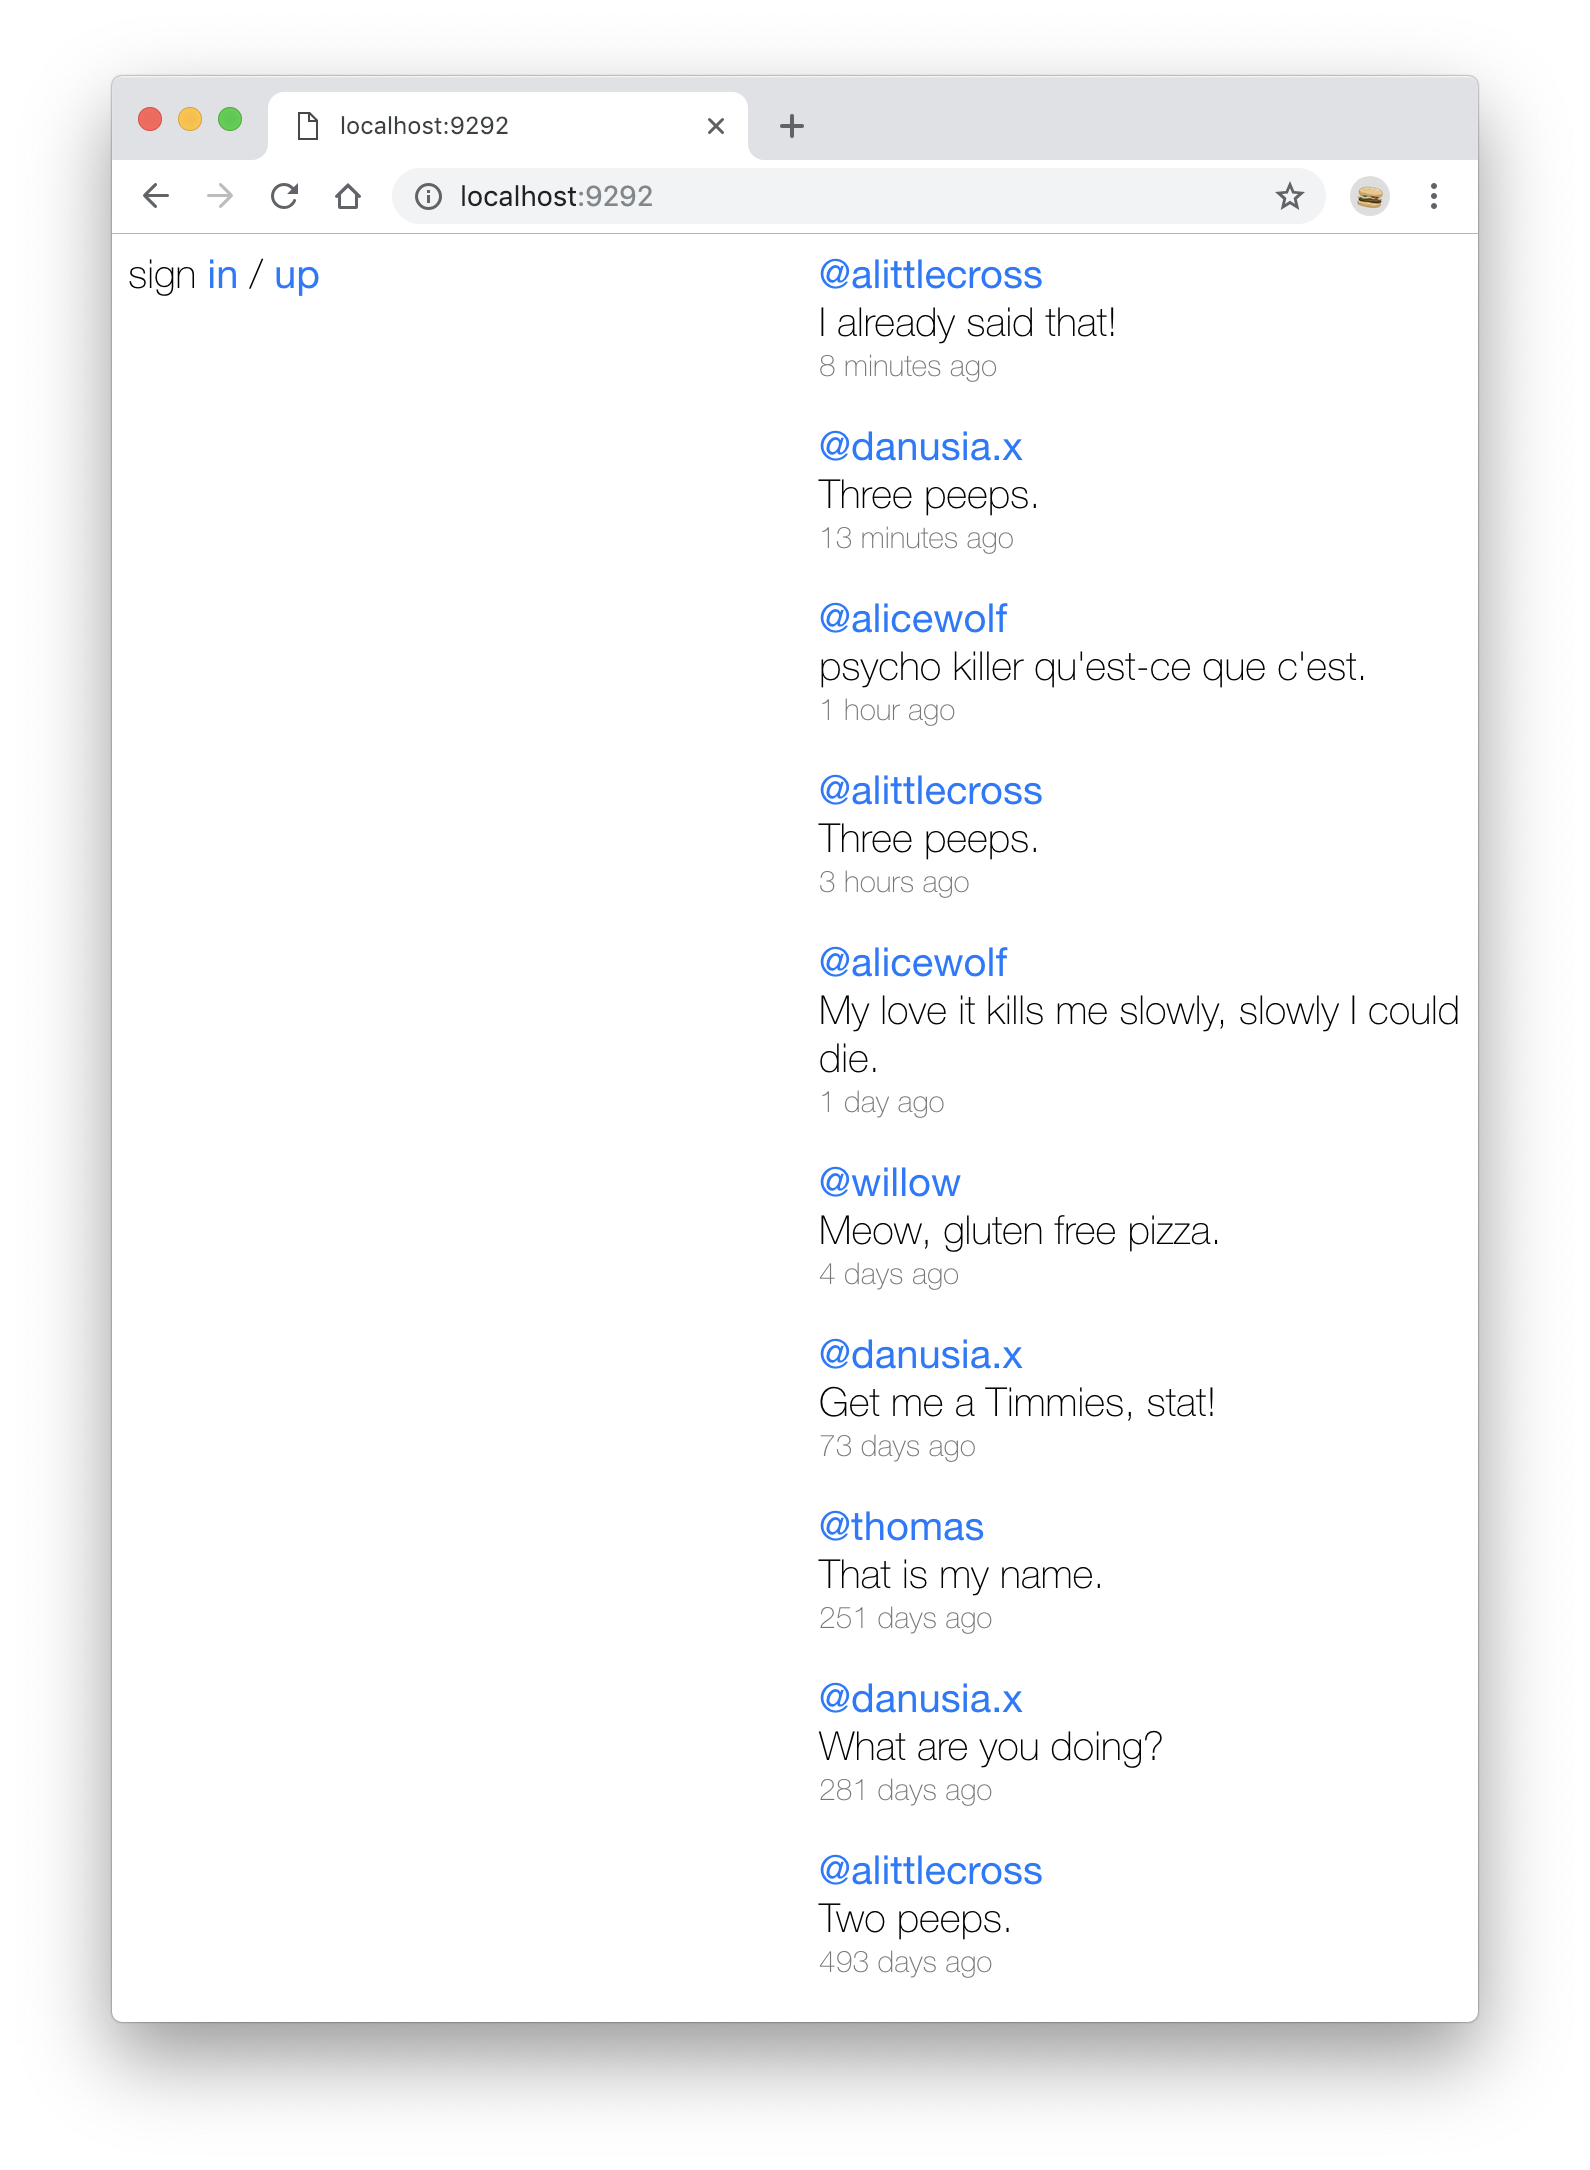 localhost:9292
localhost:9292
sign in / up
@alittlecross
I already said that!
8 minutes ago
@danusia.x
Three peeps.
13 minutes ago
@alicewolf
psycho killer qu'est-ce que c'est.
1 hour ago
@alittlecross
Three peeps.
3 hours ago
@alicewolf
My love it kills me slowly, slowly I could
die.
1 day ago
@willow
Meow, gluten free pizza.
4 days ago
@danusia.x
Get me a Timmies, stat!
73 days ago
@thomas
That is my name.
251 days ago
@danusia.x
What are you doing?
281 days ago
@alittlecross
Two peeps.
493 days ago